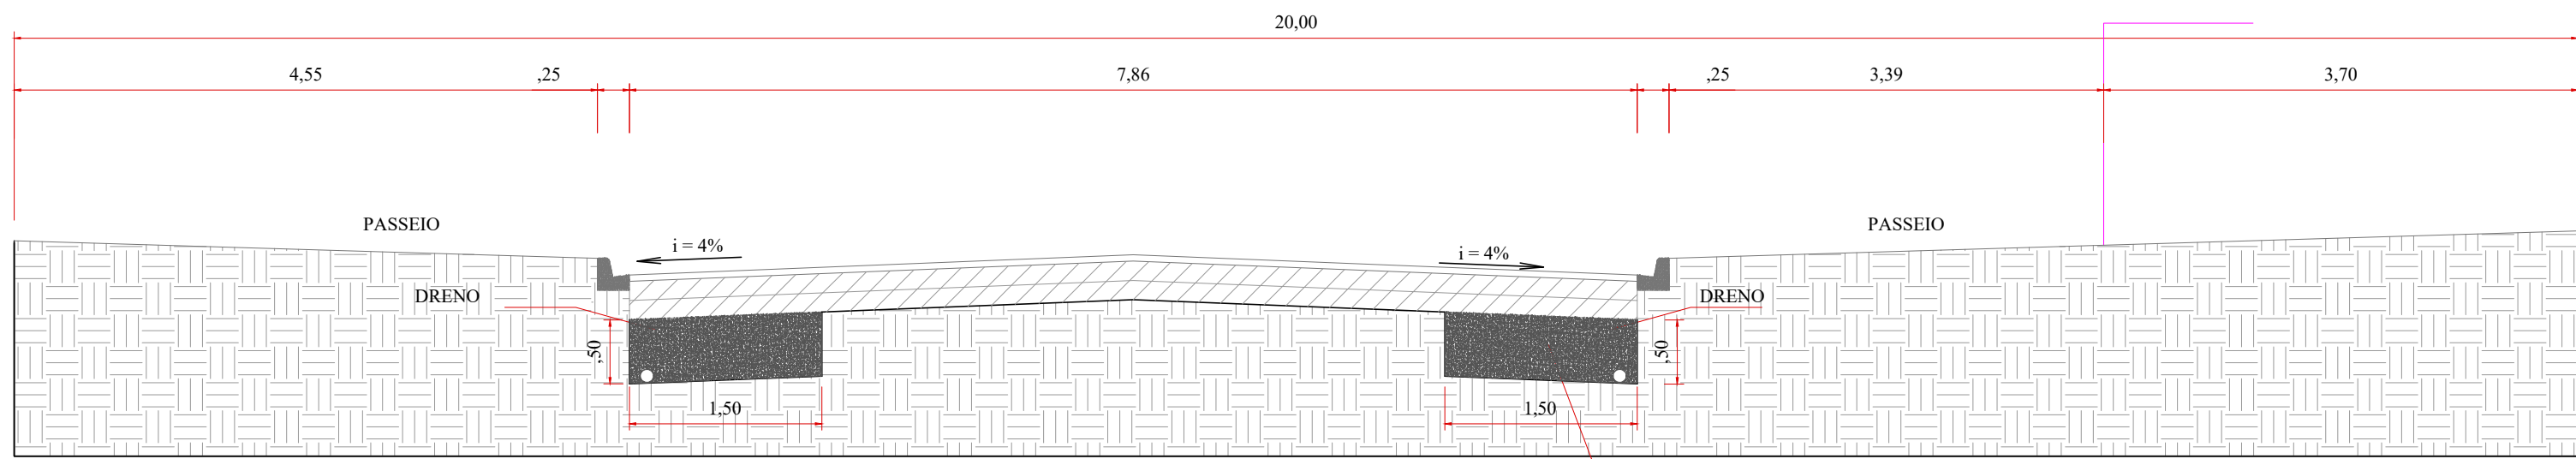 20,00
4,55 ,25 7,86 ,25 3,39 3,70
PASSEIO PASSEIO
i = 4% i = 4%
DRENO DRENO
,50 ,50
1,50 1,50